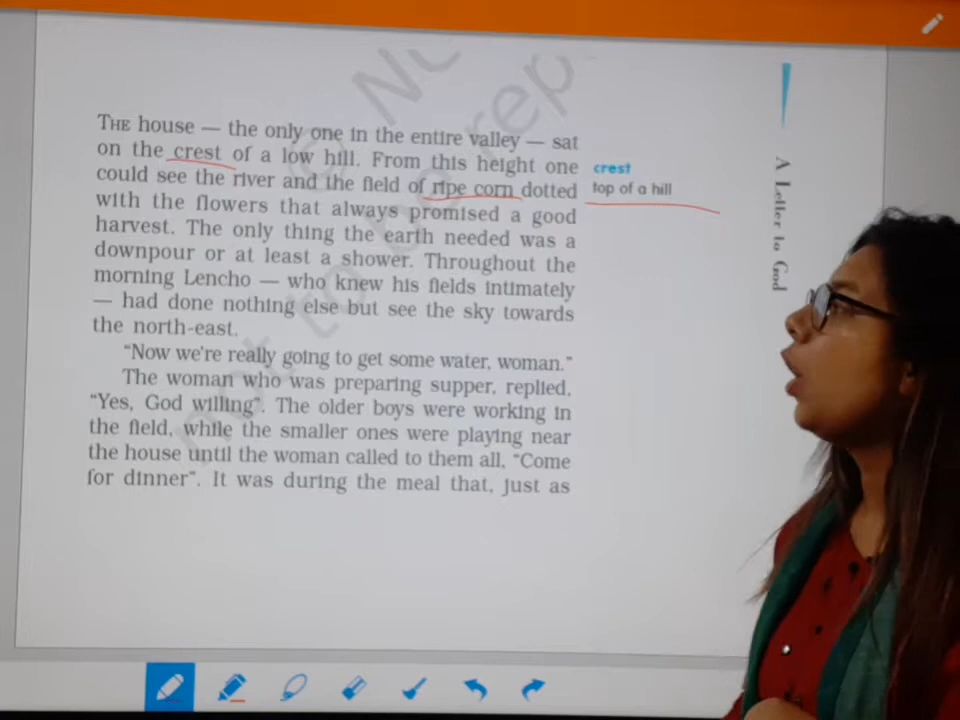 THE house — the only one in the entire valley — sat
on the crest of a low hill. From this height one
could see the river and the field of ripe corn dotted
with the flowers that always promised a good
harvest. The only thing the earth needed was a
downpour or at least a shower. Throughout the
morning Lencho — who knew his fields intimately
— had done nothing else but see the sky towards
the north-east.
“Now we're really going to get some water, woman.”
The woman who was preparing supper, replied,
“Yes, God willing”. The older boys were working in
the field, while the smaller ones were playing near
the house until the woman called to them all, “Come
for dinner”. It was during the meal that, just as
crest
top of a hill
A Letter to God
not to be rep